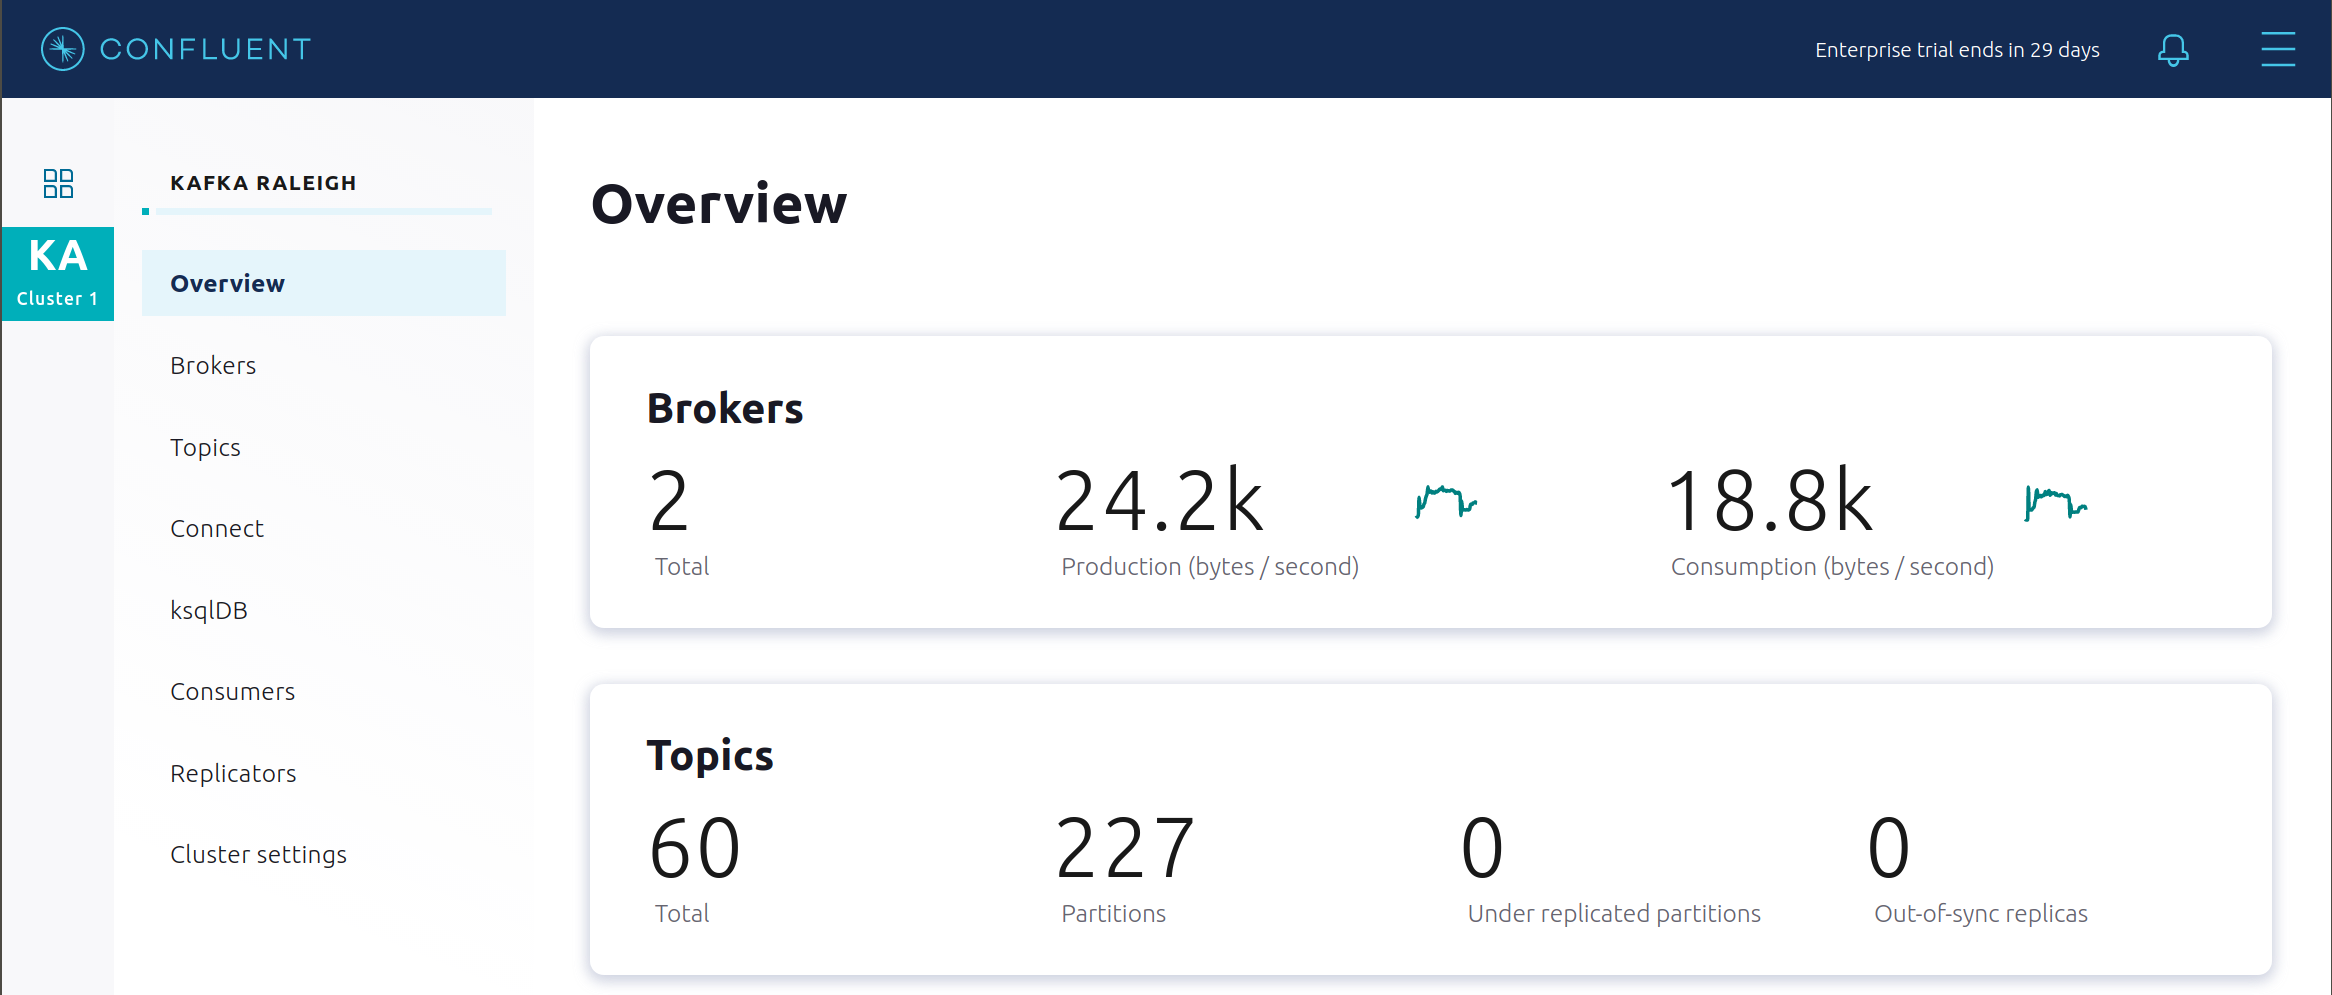 CONFLUENT
Enterprise trial ends in 29 days
KA
Cluster 1
KAFKA RALEIGH
Overview
Brokers
Topics
Connect
ksqlDB
Consumers
Replicators
Cluster settings
Overview
Brokers
2 24.2k 18.8k
Total Production (bytes / second) Consumption (bytes / second)
Topics
60 227 0 0
Total Partitions Under replicated partitions Out-of-sync replicas